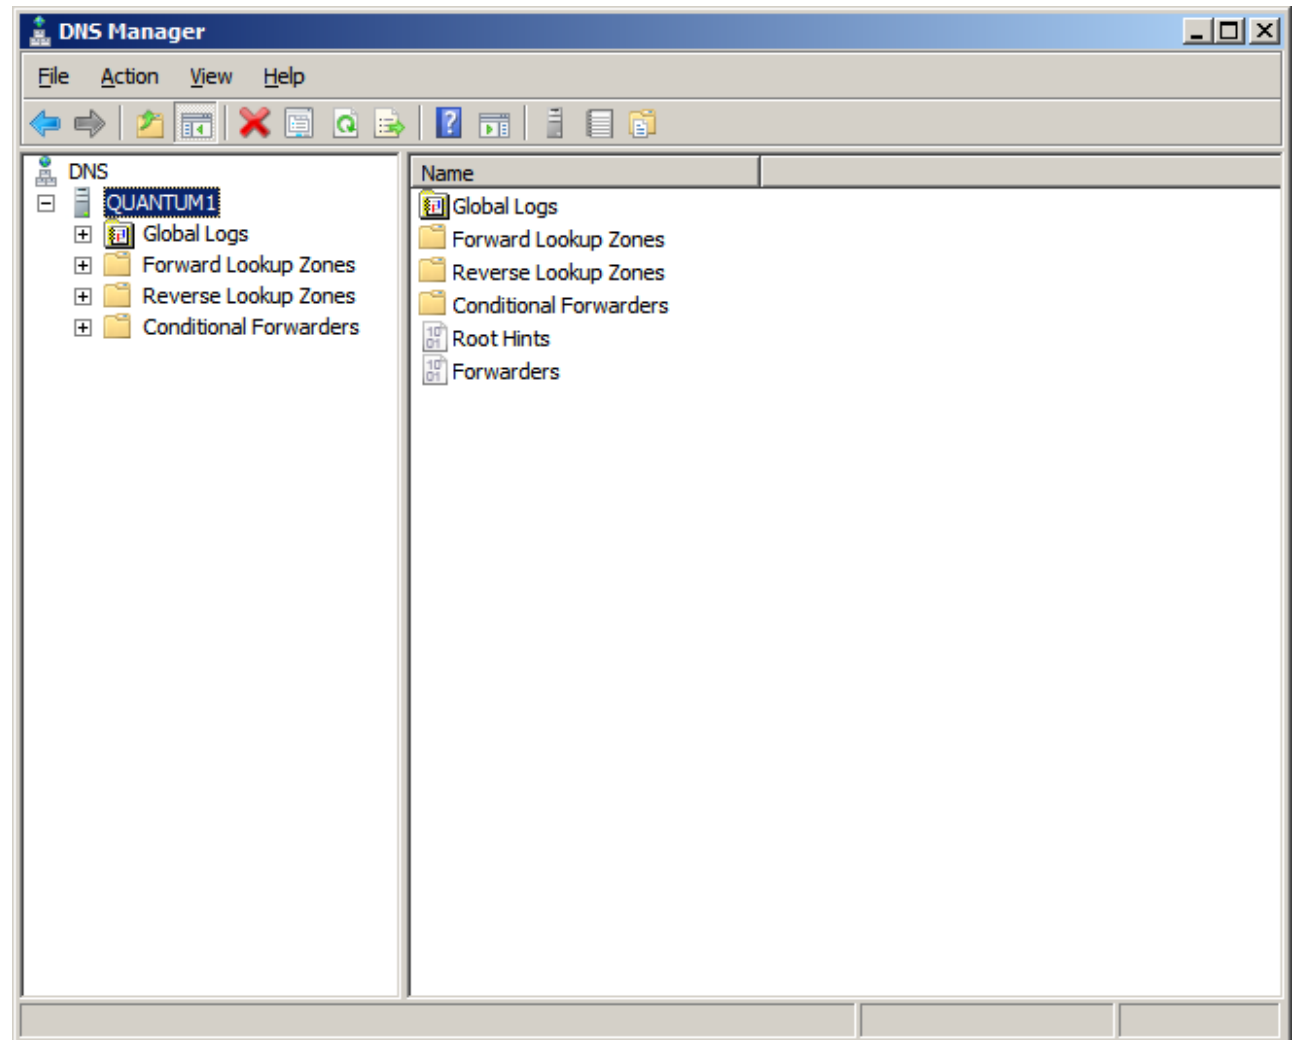 DNS Manager
File Action View Help
DNS
QUANTUM1
Global Logs
Forward Lookup Zones
Reverse Lookup Zones
Conditional Forwarders
Name
Global Logs
Forward Lookup Zones
Reverse Lookup Zones
Conditional Forwarders
Root Hints
Forwarders